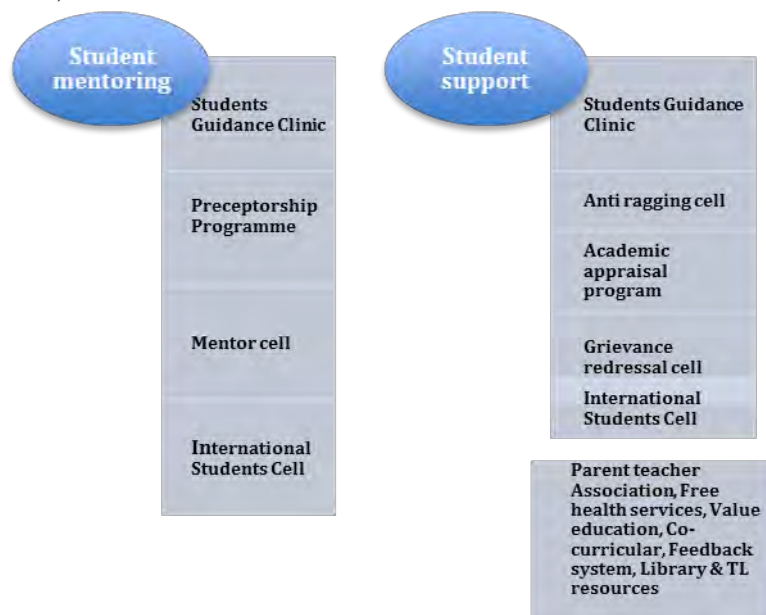 Student
mentoring
Students
Guidance Clinic
Preceptorship
Programme
Mentor cell
International
Students Cell
Student
support
Students Guidance
Clinic
Anti ragging cell
Academic
appraisal
program
Grievance
redressal cell
International
Students Cell
Parent teacher
Association, Free
health services, Value
education, Co-
curricular, Feedback
system, Library & TL
resources